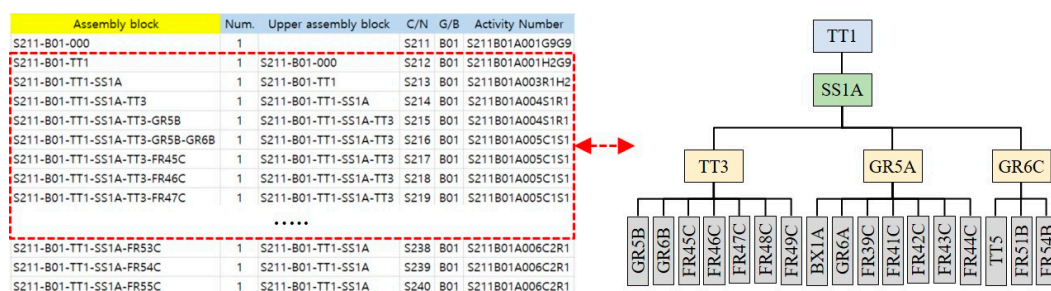 Assembly block Num. Upper assembly block C/N G/B Activity Number
S211-B01-000 1 S211 B01 S211B01A001G9G9
S211-B01-TT1 1 S211-B01-000 S212 B01 S211B01A001H2G9
S211-B01-TT1-SS1A 1 S211-B01-TT1 S213 B01 S211B01A003R1H2
S211-B01-TT1-SS1A-TT3 1 S211-B01-TT1-SS1A S214 B01 S211B01A004S1R1
S211-B01-TT1-SS1A-TT3-GR5B 1 S211-B01-TT1-SS1A-TT3 S215 B01 S211B01A004S1R1
S211-B01-TT1-SS1A-TT3-GR5B-GR6B 1 S211-B01-TT1-SS1A-TT3 S216 B01 S211B01A005C1S1
S211-B01-TT1-SS1A-TT3-FR45C 1 S211-B01-TT1-SS1A-TT3 S217 B01 S211B01A005C1S1
S211-B01-TT1-SS1A-TT3-FR46C 1 S211-B01-TT1-SS1A-TT3 S218 B01 S211B01A005C1S1
S211-B01-TT1-SS1A-TT3-FR47C 1 S211-B01-TT1-SS1A-TT3 S219 B01 S211B01A005C1S1
.....
S211-B01-TT1-SS1A-FR53C 1 S211-B01-TT1-SS1A S238 B01 S211B01A006C2R1
S211-B01-TT1-SS1A-FR54C 1 S211-B01-TT1-SS1A S239 B01 S211B01A006C2R1
S211-B01-TT1-SS1A-FR55C 1 S211-B01-TT1-SS1A S240 B01 S211B01A006C2R1
TT1
SS1A
TT3 GR5A GR6C
GR5B
GR6B
FR45C
FR46C
FR47C
FR48C
FR49C
BX1A
GR6A
FR39C
FR41C
FR42C
FR43C
FR44C
TT5
FR51B
FR54B